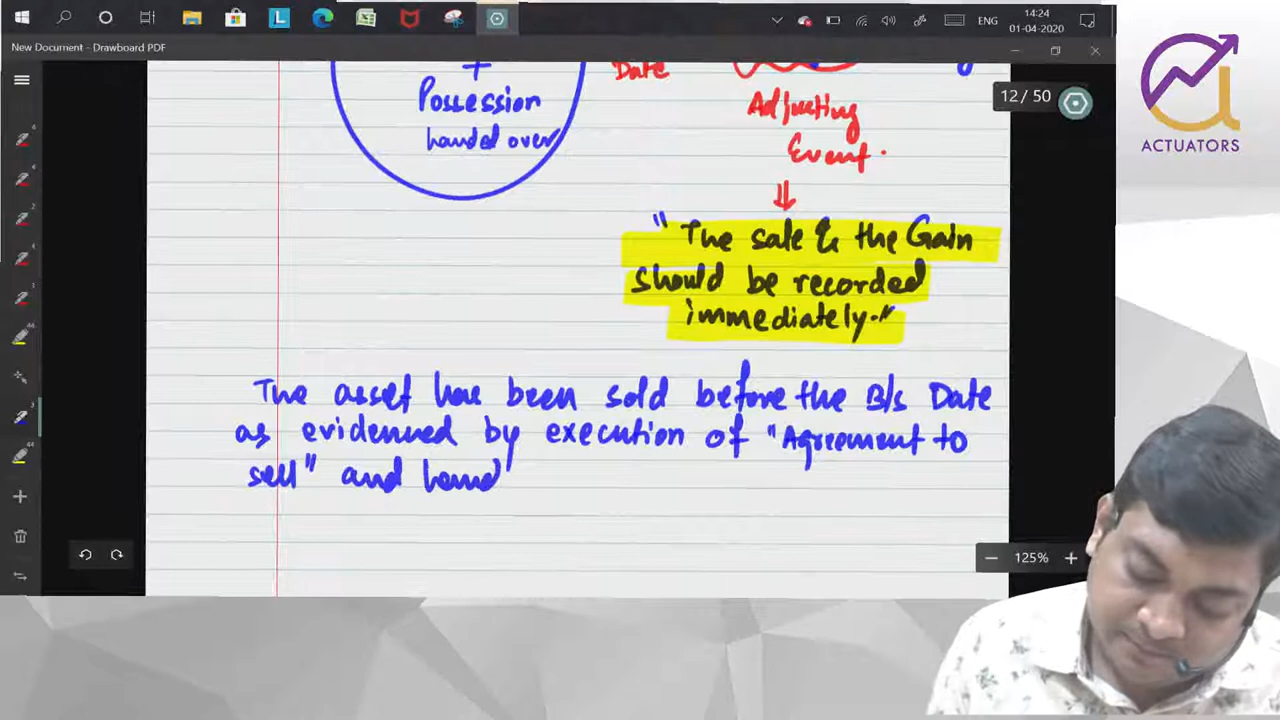 14:24
ENG
01-04-2020
New Document - Drawboard PDF
12 / 50
ACTUATORS
+
Possession
handed over
Date
Adjusting
Event.
"The sale & the Gain
should be recorded
immediately."
The asset has been sold before the B/s Date
as evidenned by execution of "Agreement to
sell" and hand
125%